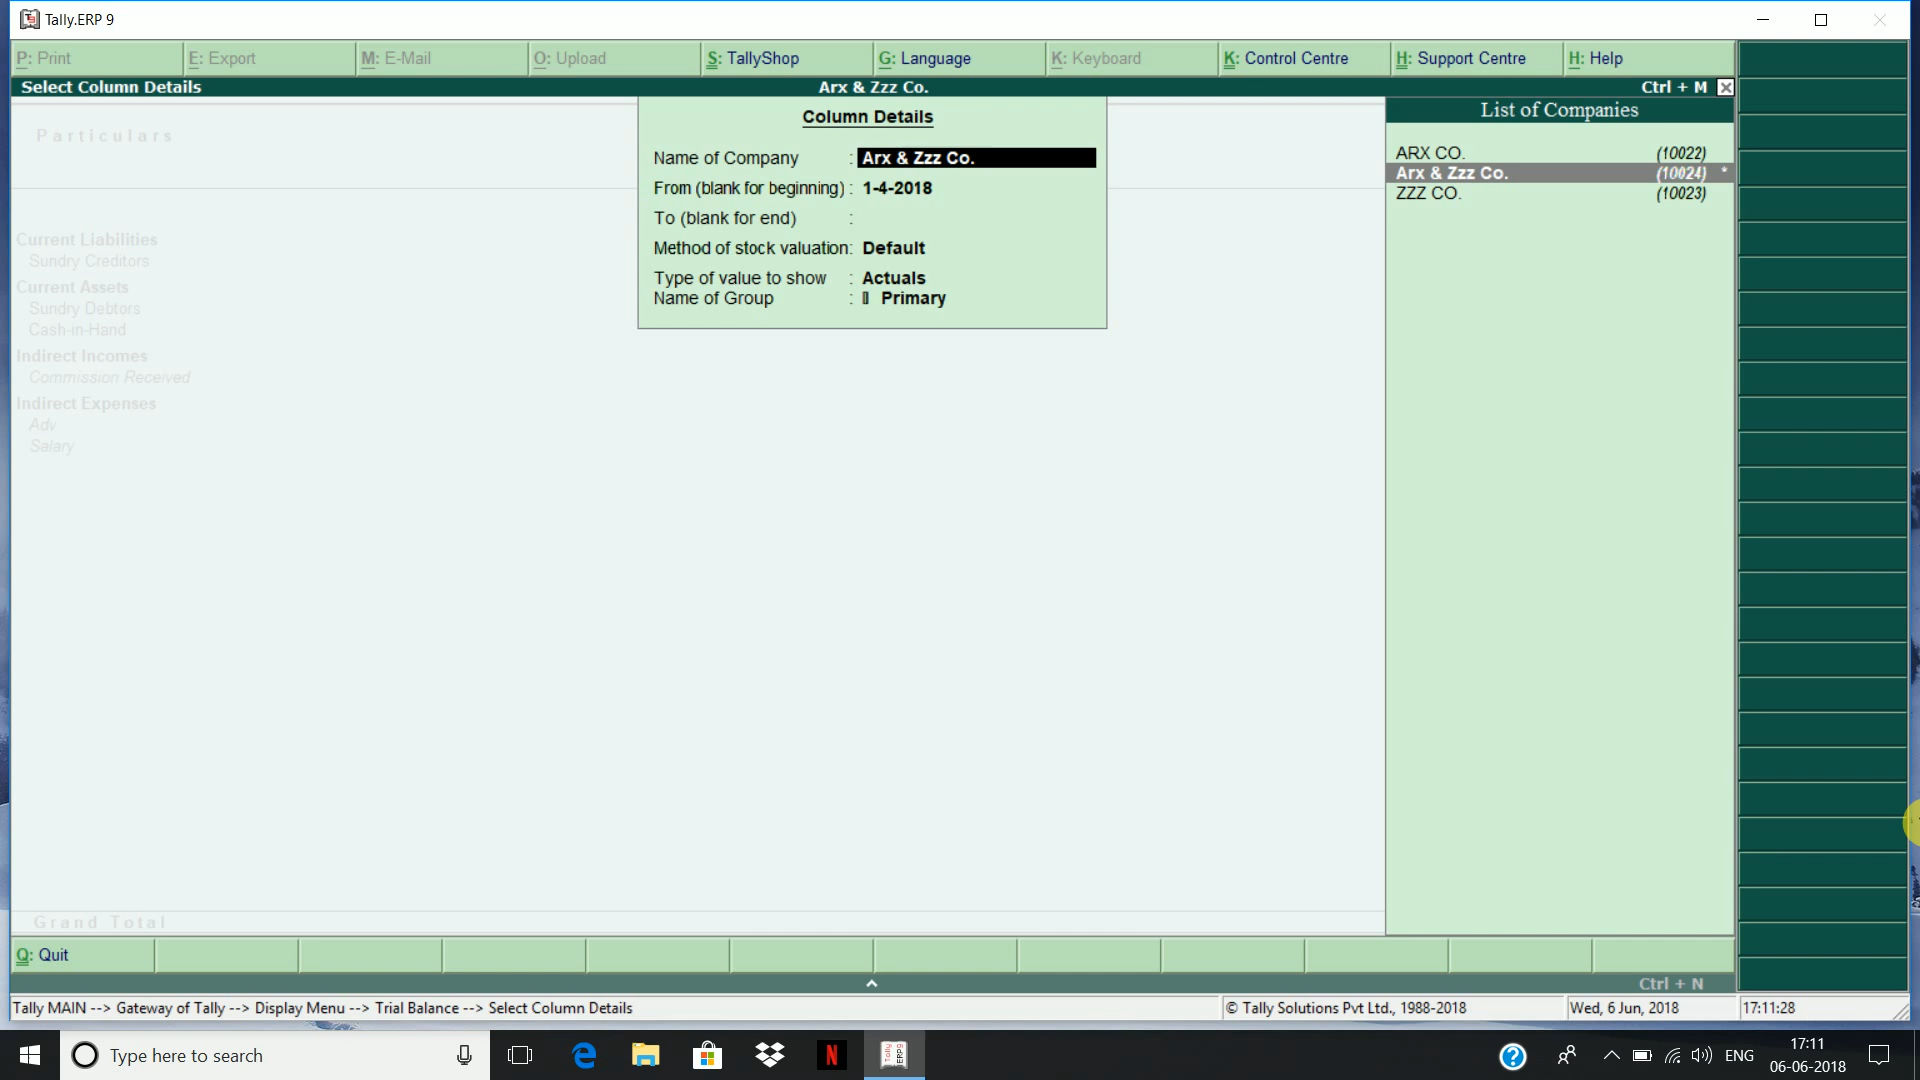 Tally.ERP 9
P: Print E: Export M: E-Mail O: Upload S: TallyShop G: Language K: Keyboard K: Control Centre H: Support Centre H: Help
Select Column Details Arx & Zzz Co. Ctrl + M
Particulars
Current Liabilities
Sundry Creditors
Current Assets
Sundry Debtors
Cash-in-Hand
Indirect Incomes
Commission Received
Indirect Expenses
Adv
Salary
Grand Total
Column Details
Name of Company : Arx & Zzz Co.
From (blank for beginning) : 1-4-2018
To (blank for end) :
Method of stock valuation: Default
Type of value to show : Actuals
Name of Group : Primary
List of Companies
ARX CO. (10022)
Arx & Zzz Co. (10024) *
ZZZ CO. (10023)
Q: Quit
Ctrl + N
Tally MAIN --> Gateway of Tally --> Display Menu --> Trial Balance --> Select Column Details © Tally Solutions Pvt Ltd., 1988-2018 Wed, 6 Jun, 2018 17:11:28
Type here to search
ENG
17:11
06-06-2018